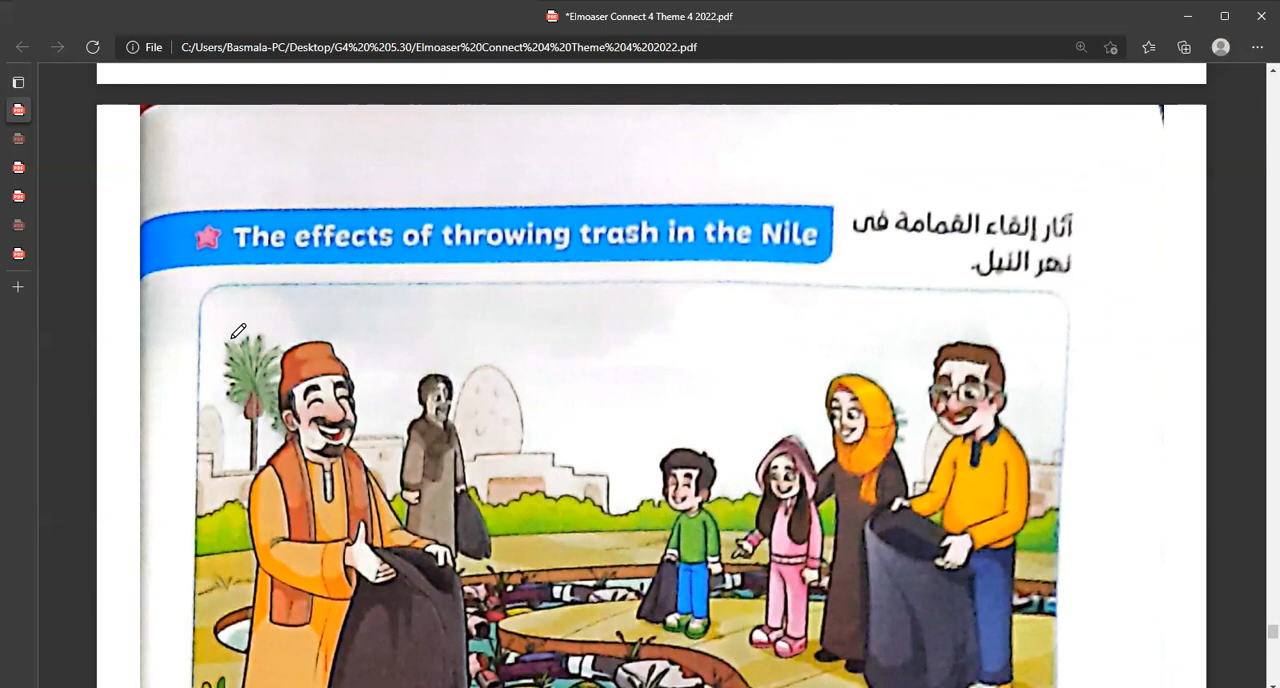 *Elmoaser Connect 4 Theme 4 2022.pdf
File
C:/Users/Basmala-PC/Desktop/G4%20%205.30/Elmoaser%20Connect%204%20Theme%204%202022.pdf
The effects of throwing trash in the Nile
آثار إلقاء القمامة فى
نهر النيل.